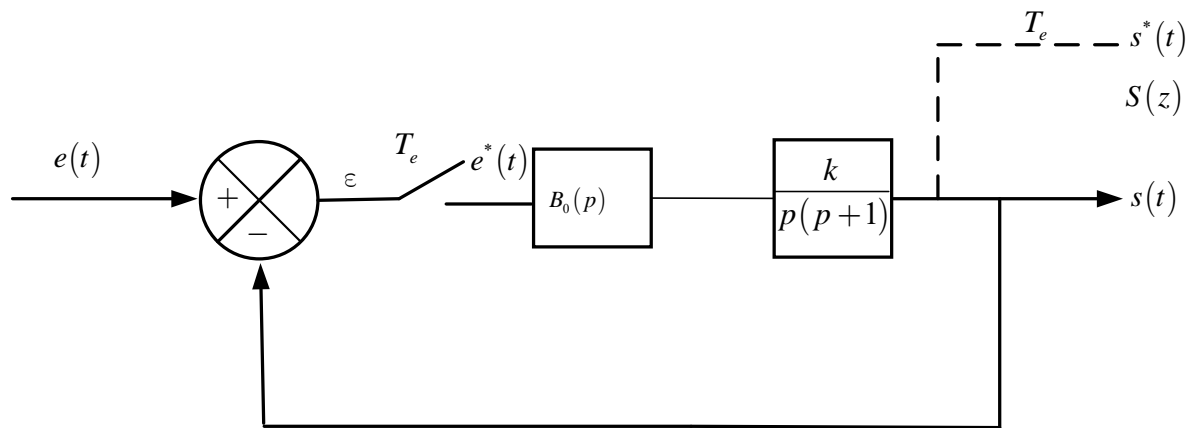 T_e
s*(t)
S(z)
e(t)
+
−
ε
T_e
e*(t)
B_0(p)
k
p(p+1)
s(t)